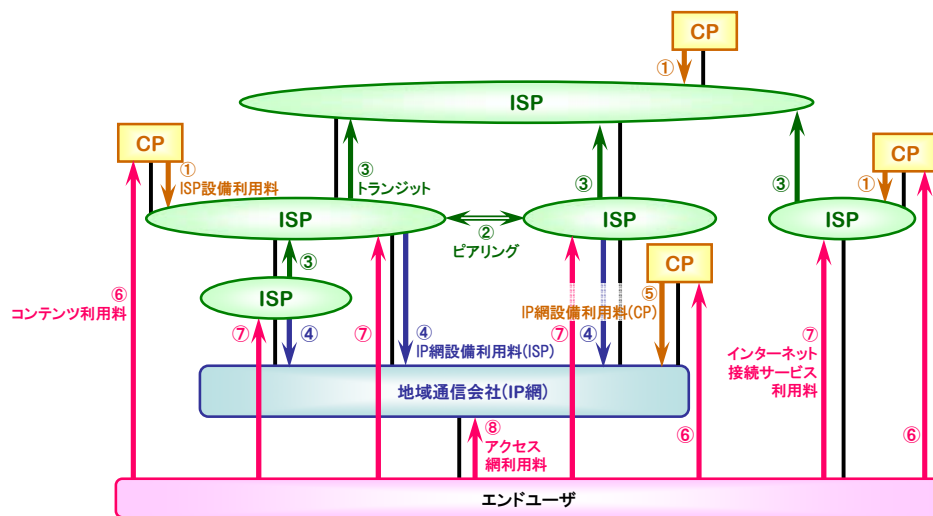 CP
①
ISP
CP
①
ISP設備利用料
③
トランジット
③
③
CP
①
ISP
②
ピアリング
ISP
ISP
③
ISP
CP
⑥
コンテンツ利用料
⑤
IP網設備利用料(CP)
⑦
④
⑦
④
IP網設備利用料(ISP)
⑦
④
⑦
インターネット
接続サービス
利用料
地域通信会社(IP網)
⑧
アクセス
網利用料
⑥
⑥
エンドユーザ